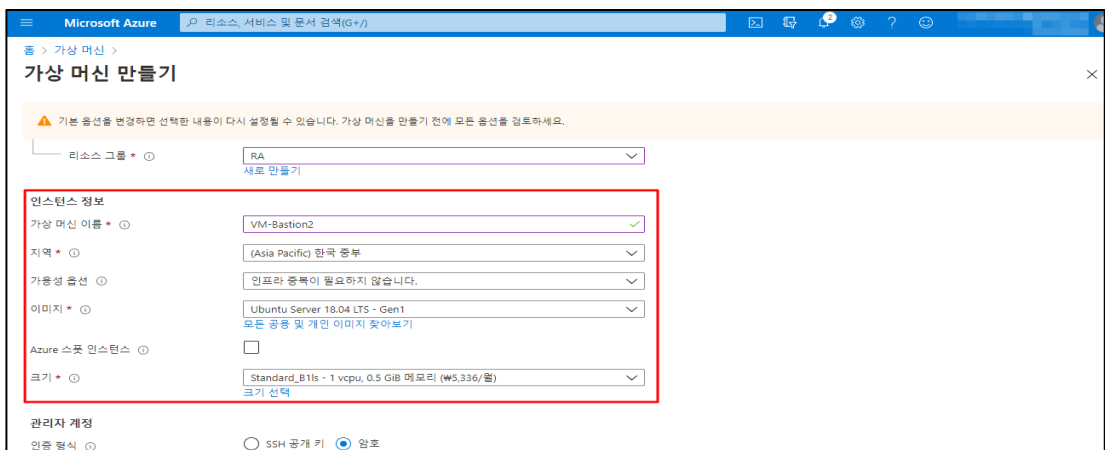 Microsoft Azure
리소스, 서비스 및 문서 검색(G+/)
2
홈 > 가상 머신 >
가상 머신 만들기
기본 옵션을 변경하면 선택한 내용이 다시 설정될 수 있습니다. 가상 머신을 만들기 전에 모든 옵션을 검토하세요.
리소스 그룹 * RA
새로 만들기
인스턴스 정보
가상 머신 이름 * VM-Bastion2
지역 * (Asia Pacific) 한국 중부
가용성 옵션 인프라 중복이 필요하지 않습니다.
이미지 * Ubuntu Server 18.04 LTS - Gen1
모든 공용 및 개인 이미지 찾아보기
Azure 스폿 인스턴스
크기 * Standard_B1ls - 1 vcpu, 0.5 GiB 메모리 (₩5,336/월)
크기 선택
관리자 계정
인증 형식 SSH 공개 키 암호